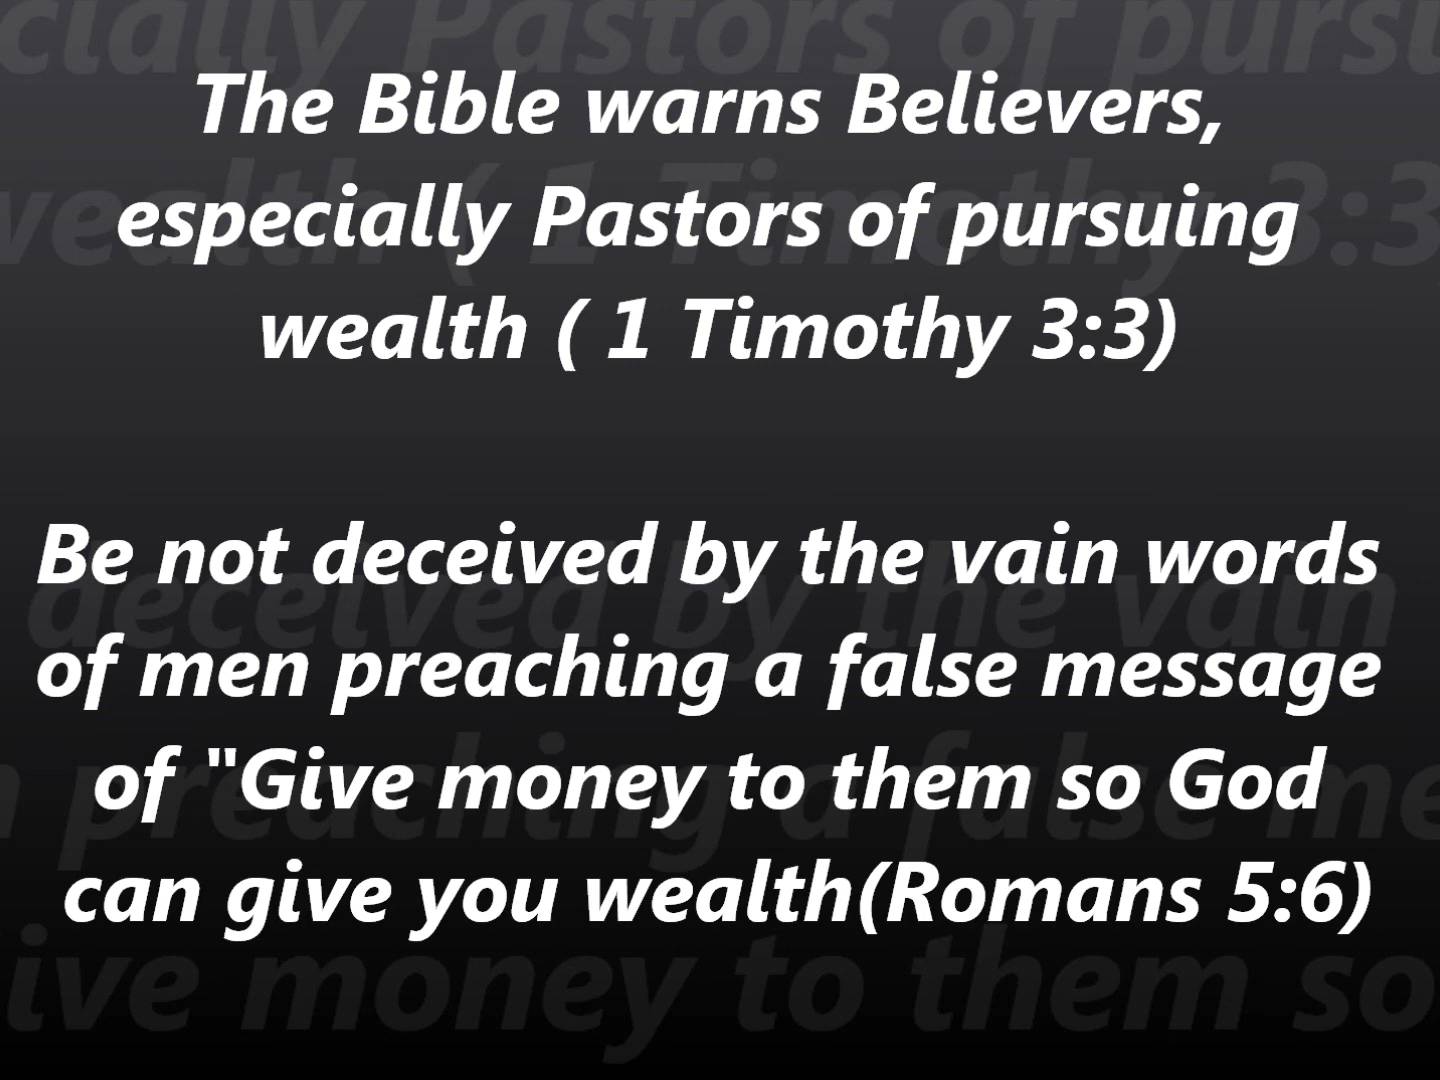 The Bible warns Believers,
especially Pastors of pursuing
wealth ( 1 Timothy 3:3)
Be not deceived by the vain words
of men preaching a false message
of "Give money to them so God
can give you wealth(Romans 5:6)